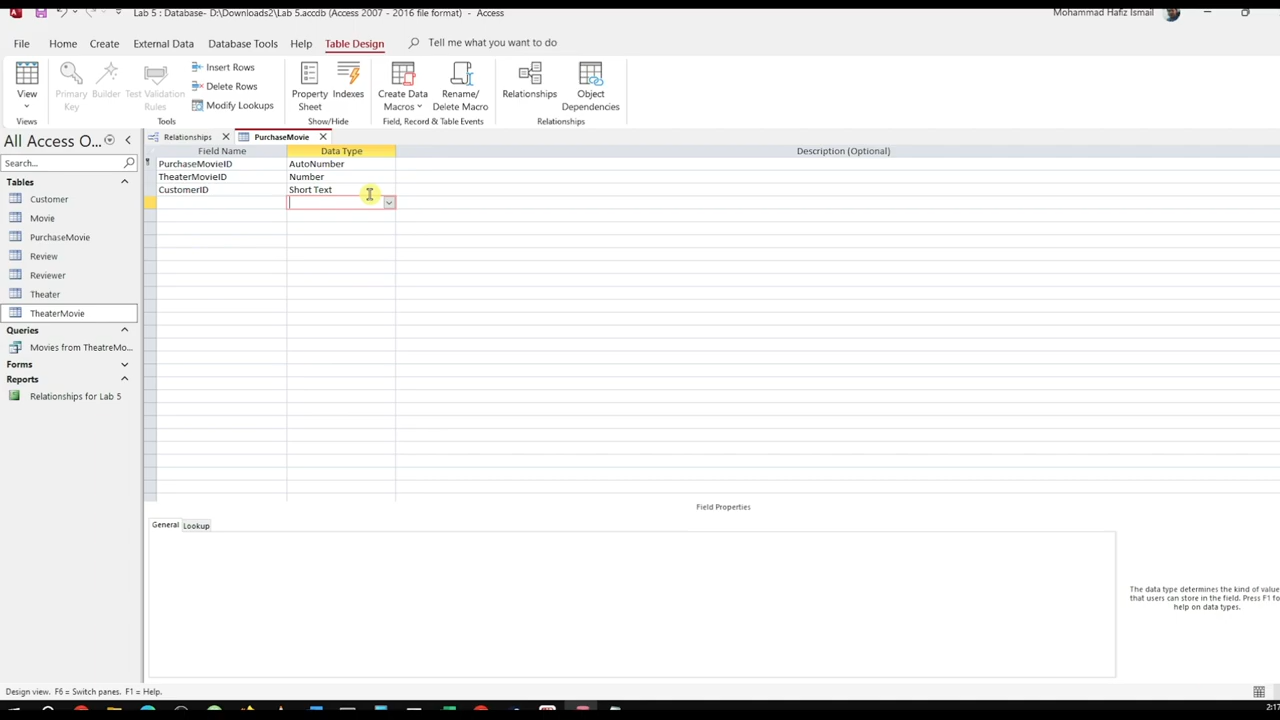 Lab 5 : Database- D:\Downloads2\Lab 5.accdb (Access 2007 - 2016 file format) - Access
Mohammad Hafiz Ismail
File Home Create External Data Database Tools Help Table Design Tell me what you want to do
View
Primary Key
Builder
Test Validation Rules
Insert Rows
Delete Rows
Modify Lookups
Property Sheet
Indexes
Create Data Macros
Rename/ Delete Macro
Relationships
Object Dependencies
Views
Tools
Show/Hide
Field, Record & Table Events
Relationships
All Access O...
Search...
Tables
Customer
Movie
PurchaseMovie
Review
Reviewer
Theater
TheaterMovie
Queries
Movies from TheatreMo...
Forms
Reports
Relationships for Lab 5
Relationships
PurchaseMovie
Field Name Data Type Description (Optional)
PurchaseMovieID AutoNumber
TheaterMovieID Number
CustomerID Short Text
Field Properties
General Lookup
The data type determines the kind of value
that users can store in the field. Press F1 fo
help on data types.
Design view. F6 = Switch panes. F1 = Help.
2:17